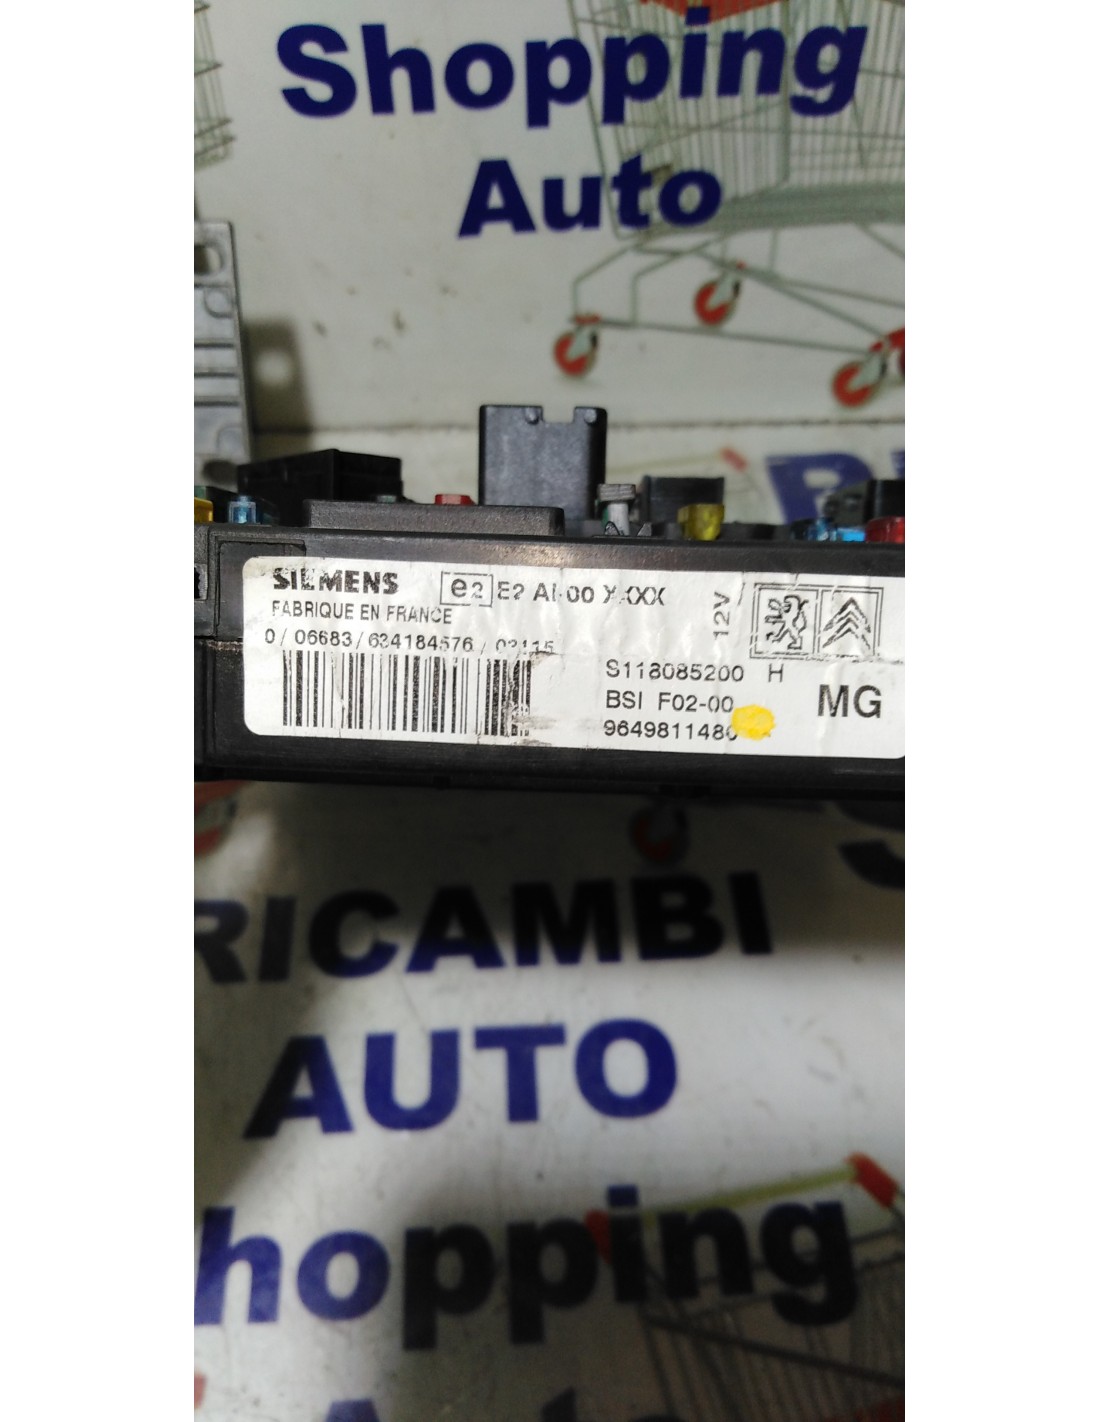 Shopping
Auto
SIEMENS e2 E2 12V
FABRIQUE EN FRANCE
0/06683/634184576/
S118085200 H
BSI F02-00
MG
RICAMBI
AUTO
hopping